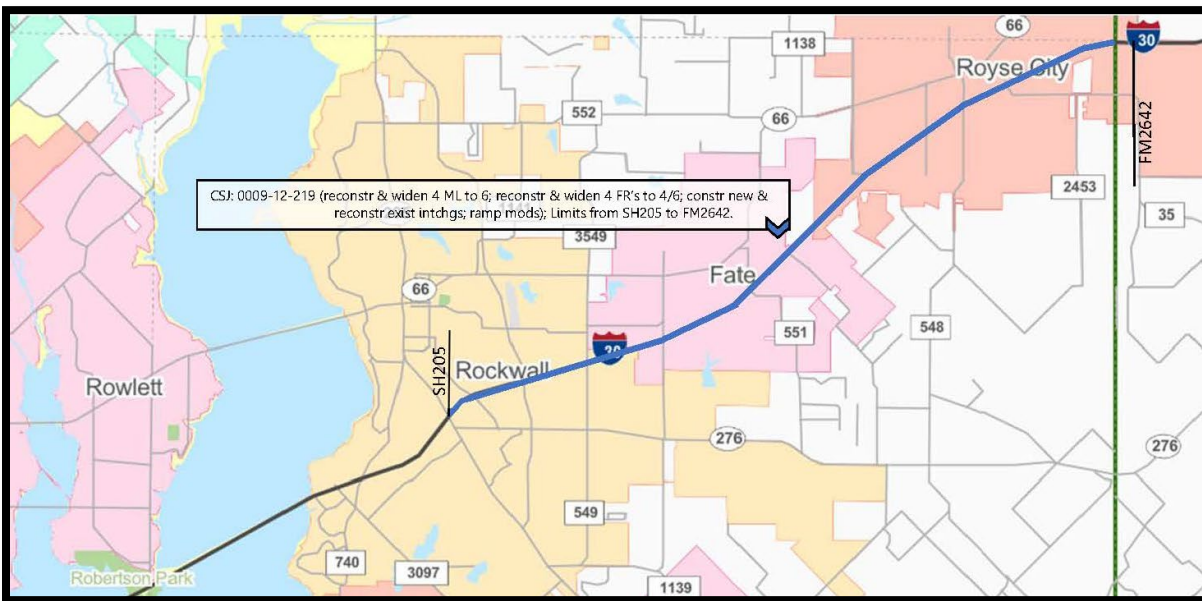 66
30
1138
Royse City
552
66
FM2642
2453
CSJ: 0009-12-219 (reconstr & widen 4 ML to 6; reconstr & widen 4 FR's to 4/6; constr new &
reconstr exist intchgs; ramp mods); Limits from SH205 to FM2642.
35
3549
Fate
66
551
548
SH205
Rockwall
Rowlett
276
276
549
740
3097
Robertson Park
1139